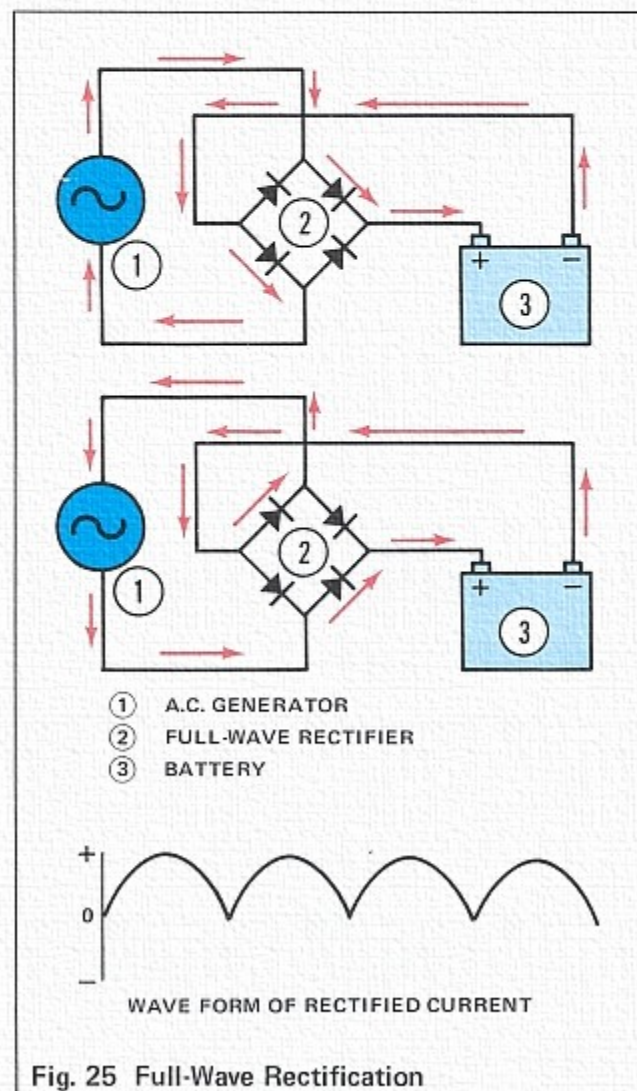 1
2
+ −
3
1
2
+ −
3
① A.C. GENERATOR
② FULL-WAVE RECTIFIER
③ BATTERY
+
0
−
WAVE FORM OF RECTIFIED CURRENT
Fig. 25 Full-Wave Rectification